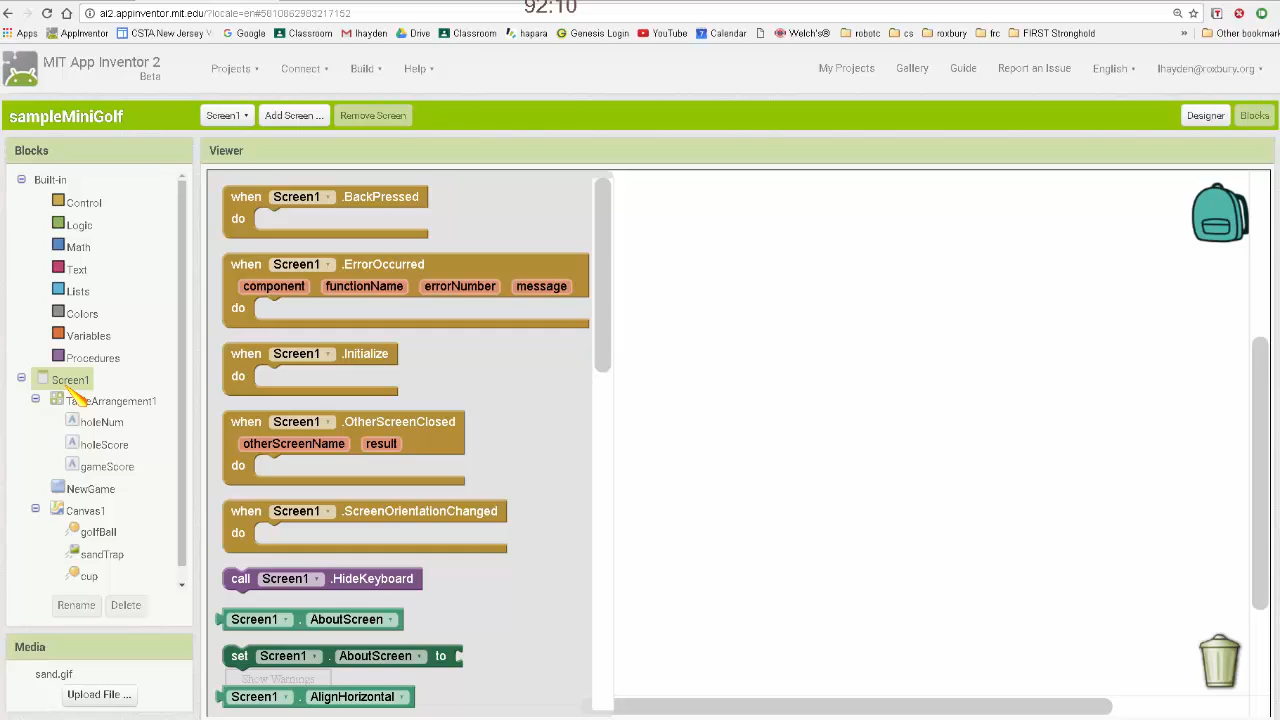 92:10
ai2.appinventor.mit.edu/?locale=en#5810862903217152
Apps AppInventor CSTA New Jersey Google Classroom lhayden Drive Classroom hapara Genesis Login YouTube Calendar Welch's® robotc cs roxbury frc FIRST Stronghold » Other bookmar
MIT App Inventor 2
Beta
Projects Connect Build Help My Projects Gallery Guide Report an Issue English lhayden@roxbury.org
sampleMiniGolf Screen1 Add Screen ... Remove Screen Designer Blocks
Blocks Viewer
Built-in
Control
Logic
Math
Text
Lists
Colors
Variables
Procedures
Screen1
TableArrangement1
holeNum
holeScore
gameScore
NewGame
Canvas1
golfBall
sandTrap
cup
Rename Delete
Media
sand.gif
Upload File ...
when Screen1 .BackPressed
do
when Screen1 .ErrorOccurred
component functionName errorNumber message
do
when Screen1 .Initialize
do
when Screen1 .OtherScreenClosed
otherScreenName result
do
when Screen1 .ScreenOrientationChanged
do
call Screen1 .HideKeyboard
Screen1 . AboutScreen
set Screen1 . AboutScreen to
Show Warnings
Screen1 . AlignHorizontal